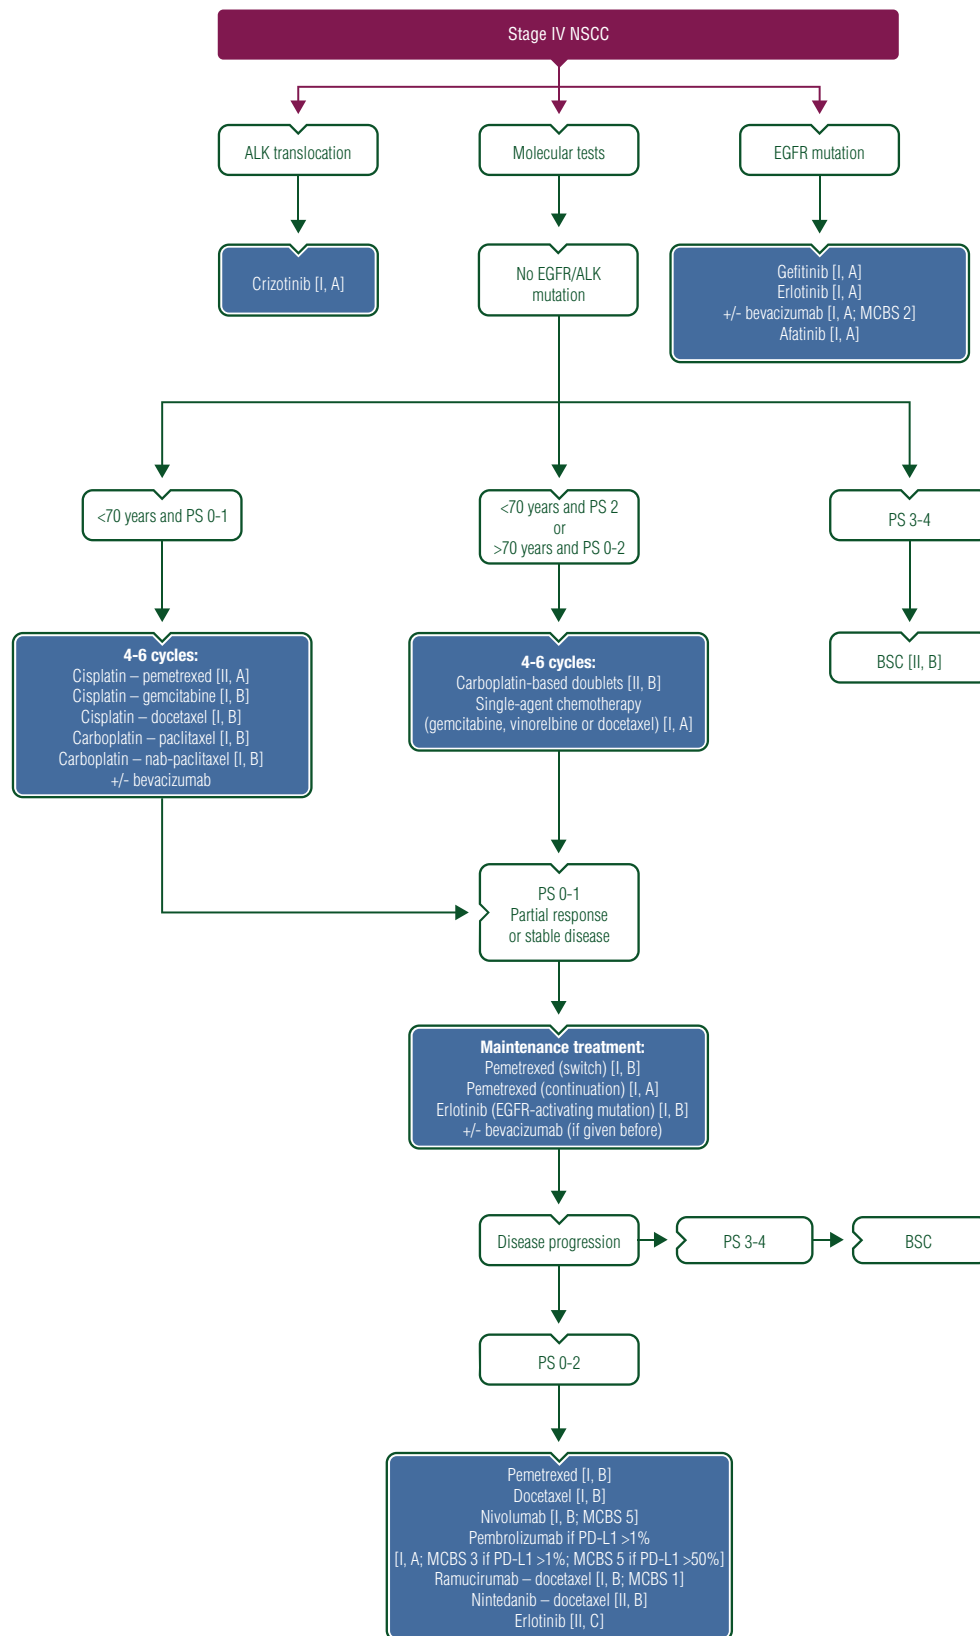 Stage IV NSCC
ALK translocation
Molecular tests
EGFR mutation
Crizotinib [I, A]
No EGFR/ALK
mutation
Gefitinib [I, A]
Erlotinib [I, A]
+/- bevacizumab [I, A; MCBS 2]
Afatinib [I, A]
<70 years and PS 0-1
<70 years and PS 2
or
>70 years and PS 0-2
PS 3-4
4-6 cycles:
Cisplatin – pemetrexed [II, A]
Cisplatin – gemcitabine [I, B]
Cisplatin – docetaxel [I, B]
Carboplatin – paclitaxel [I, B]
Carboplatin – nab-paclitaxel [I, B]
+/- bevacizumab
4-6 cycles:
Carboplatin-based doublets [II, B]
Single-agent chemotherapy
(gemcitabine, vinorelbine or docetaxel) [I, A]
BSC [II, B]
PS 0-1
Partial response
or stable disease
Maintenance treatment:
Pemetrexed (switch) [I, B]
Pemetrexed (continuation) [I, A]
Erlotinib (EGFR-activating mutation) [I, B]
+/- bevacizumab (if given before)
Disease progression
PS 3-4
BSC
PS 0-2
Pemetrexed [I, B]
Docetaxel [I, B]
Nivolumab [I, B; MCBS 5]
Pembrolizumab if PD-L1 >1%
[I, A; MCBS 3 if PD-L1 >1%; MCBS 5 if PD-L1 >50%]
Ramucirumab – docetaxel [I, B; MCBS 1]
Nintedanib – docetaxel [II, B]
Erlotinib [II, C]